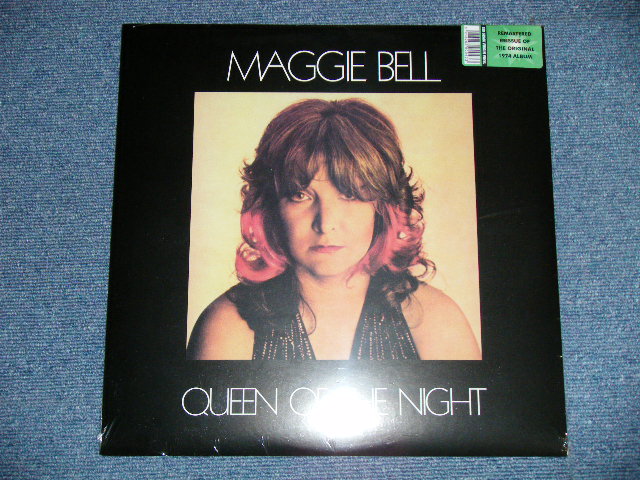 MAGGIE BELL
REMASTERED
REISSUE OF
THE ORIGINAL
1974 ALBUM
QUEEN OF THE NIGHT